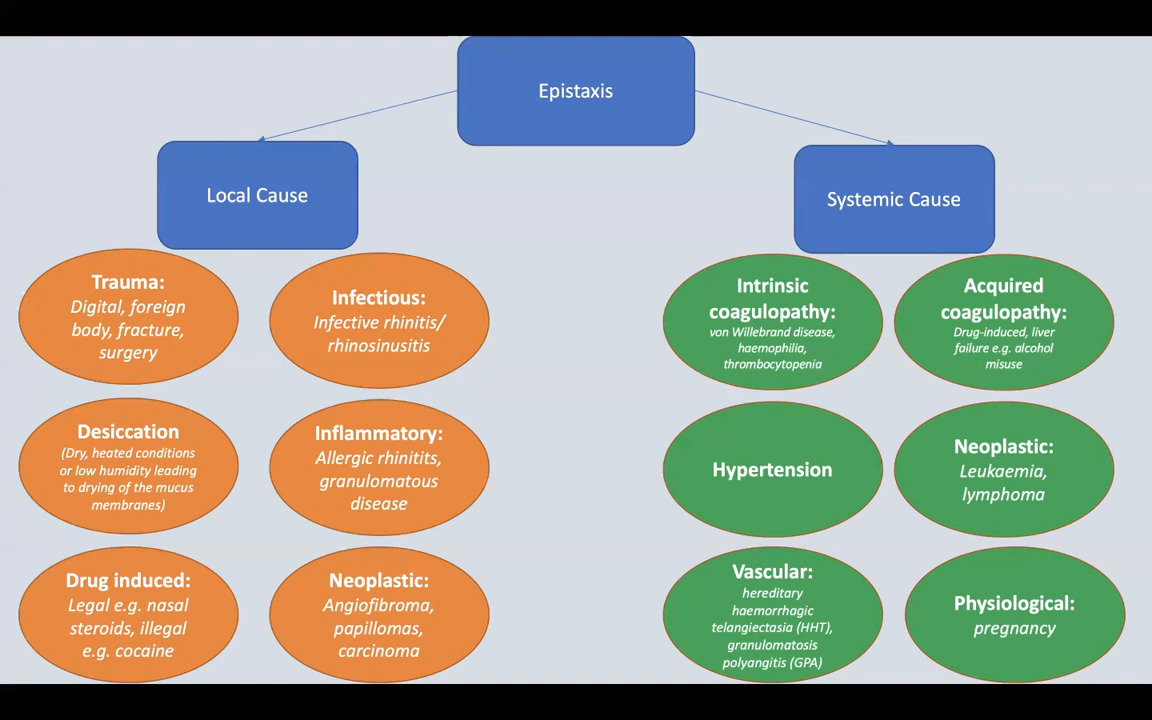 Epistaxis
Local Cause
Systemic Cause
Trauma:
Digital, foreign
body, fracture,
surgery
Infectious:
Infective rhinitis/
rhinosinusitis
Intrinsic
coagulopathy:
von Willebrand disease,
haemophilia,
thrombocytopenia
Acquired
coagulopathy:
Drug-induced, liver
failure e.g. alcohol
misuse
Desiccation
(Dry, heated conditions
or low humidity leading
to drying of the mucus
membranes)
Inflammatory:
Allergic rhinitits,
granulomatous
disease
Hypertension
Neoplastic:
Leukaemia,
lymphoma
Drug induced:
Legal e.g. nasal
steroids, illegal
e.g. cocaine
Neoplastic:
Angiofibroma,
papillomas,
carcinoma
Vascular:
hereditary
haemorrhagic
telangiectasia (HHT),
granulomatosis
polyangitis (GPA)
Physiological:
pregnancy